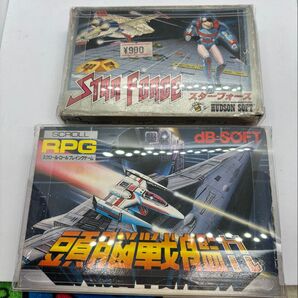 ¥980
STAR FORCE
スターフォース
HUDSON SOFT
SCROLL
RPG
スクロール・ロールプレイングゲーム
dB-SOFT
頭脳戦艦ガル